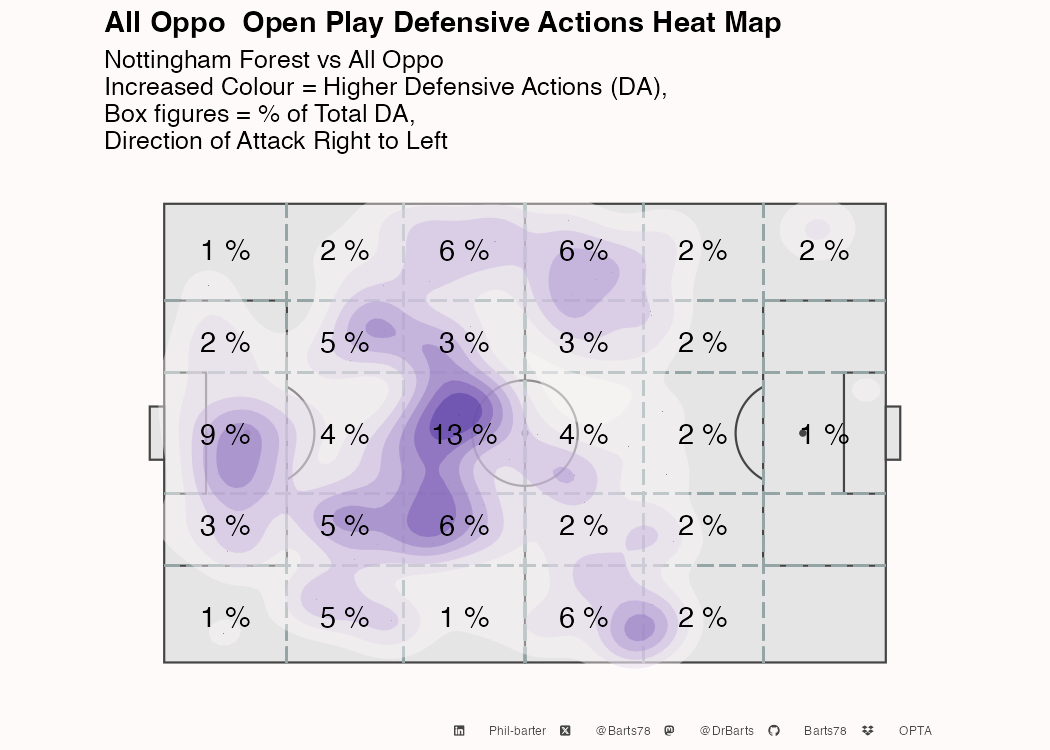 All Oppo  Open Play Defensive Actions Heat Map
Nottingham Forest vs All Oppo
Increased Colour = Higher Defensive Actions (DA),
Box figures = % of Total DA,
Direction of Attack Right to Left
1 % 2 % 6 % 6 % 2 % 2 %
2 % 5 % 3 % 3 % 2 %
9 % 4 % 13 % 4 % 2 % 1 %
3 % 5 % 6 % 2 % 2 %
1 % 5 % 1 % 6 % 2 %
Phil-barter @Barts78 @DrBarts Barts78 OPTA